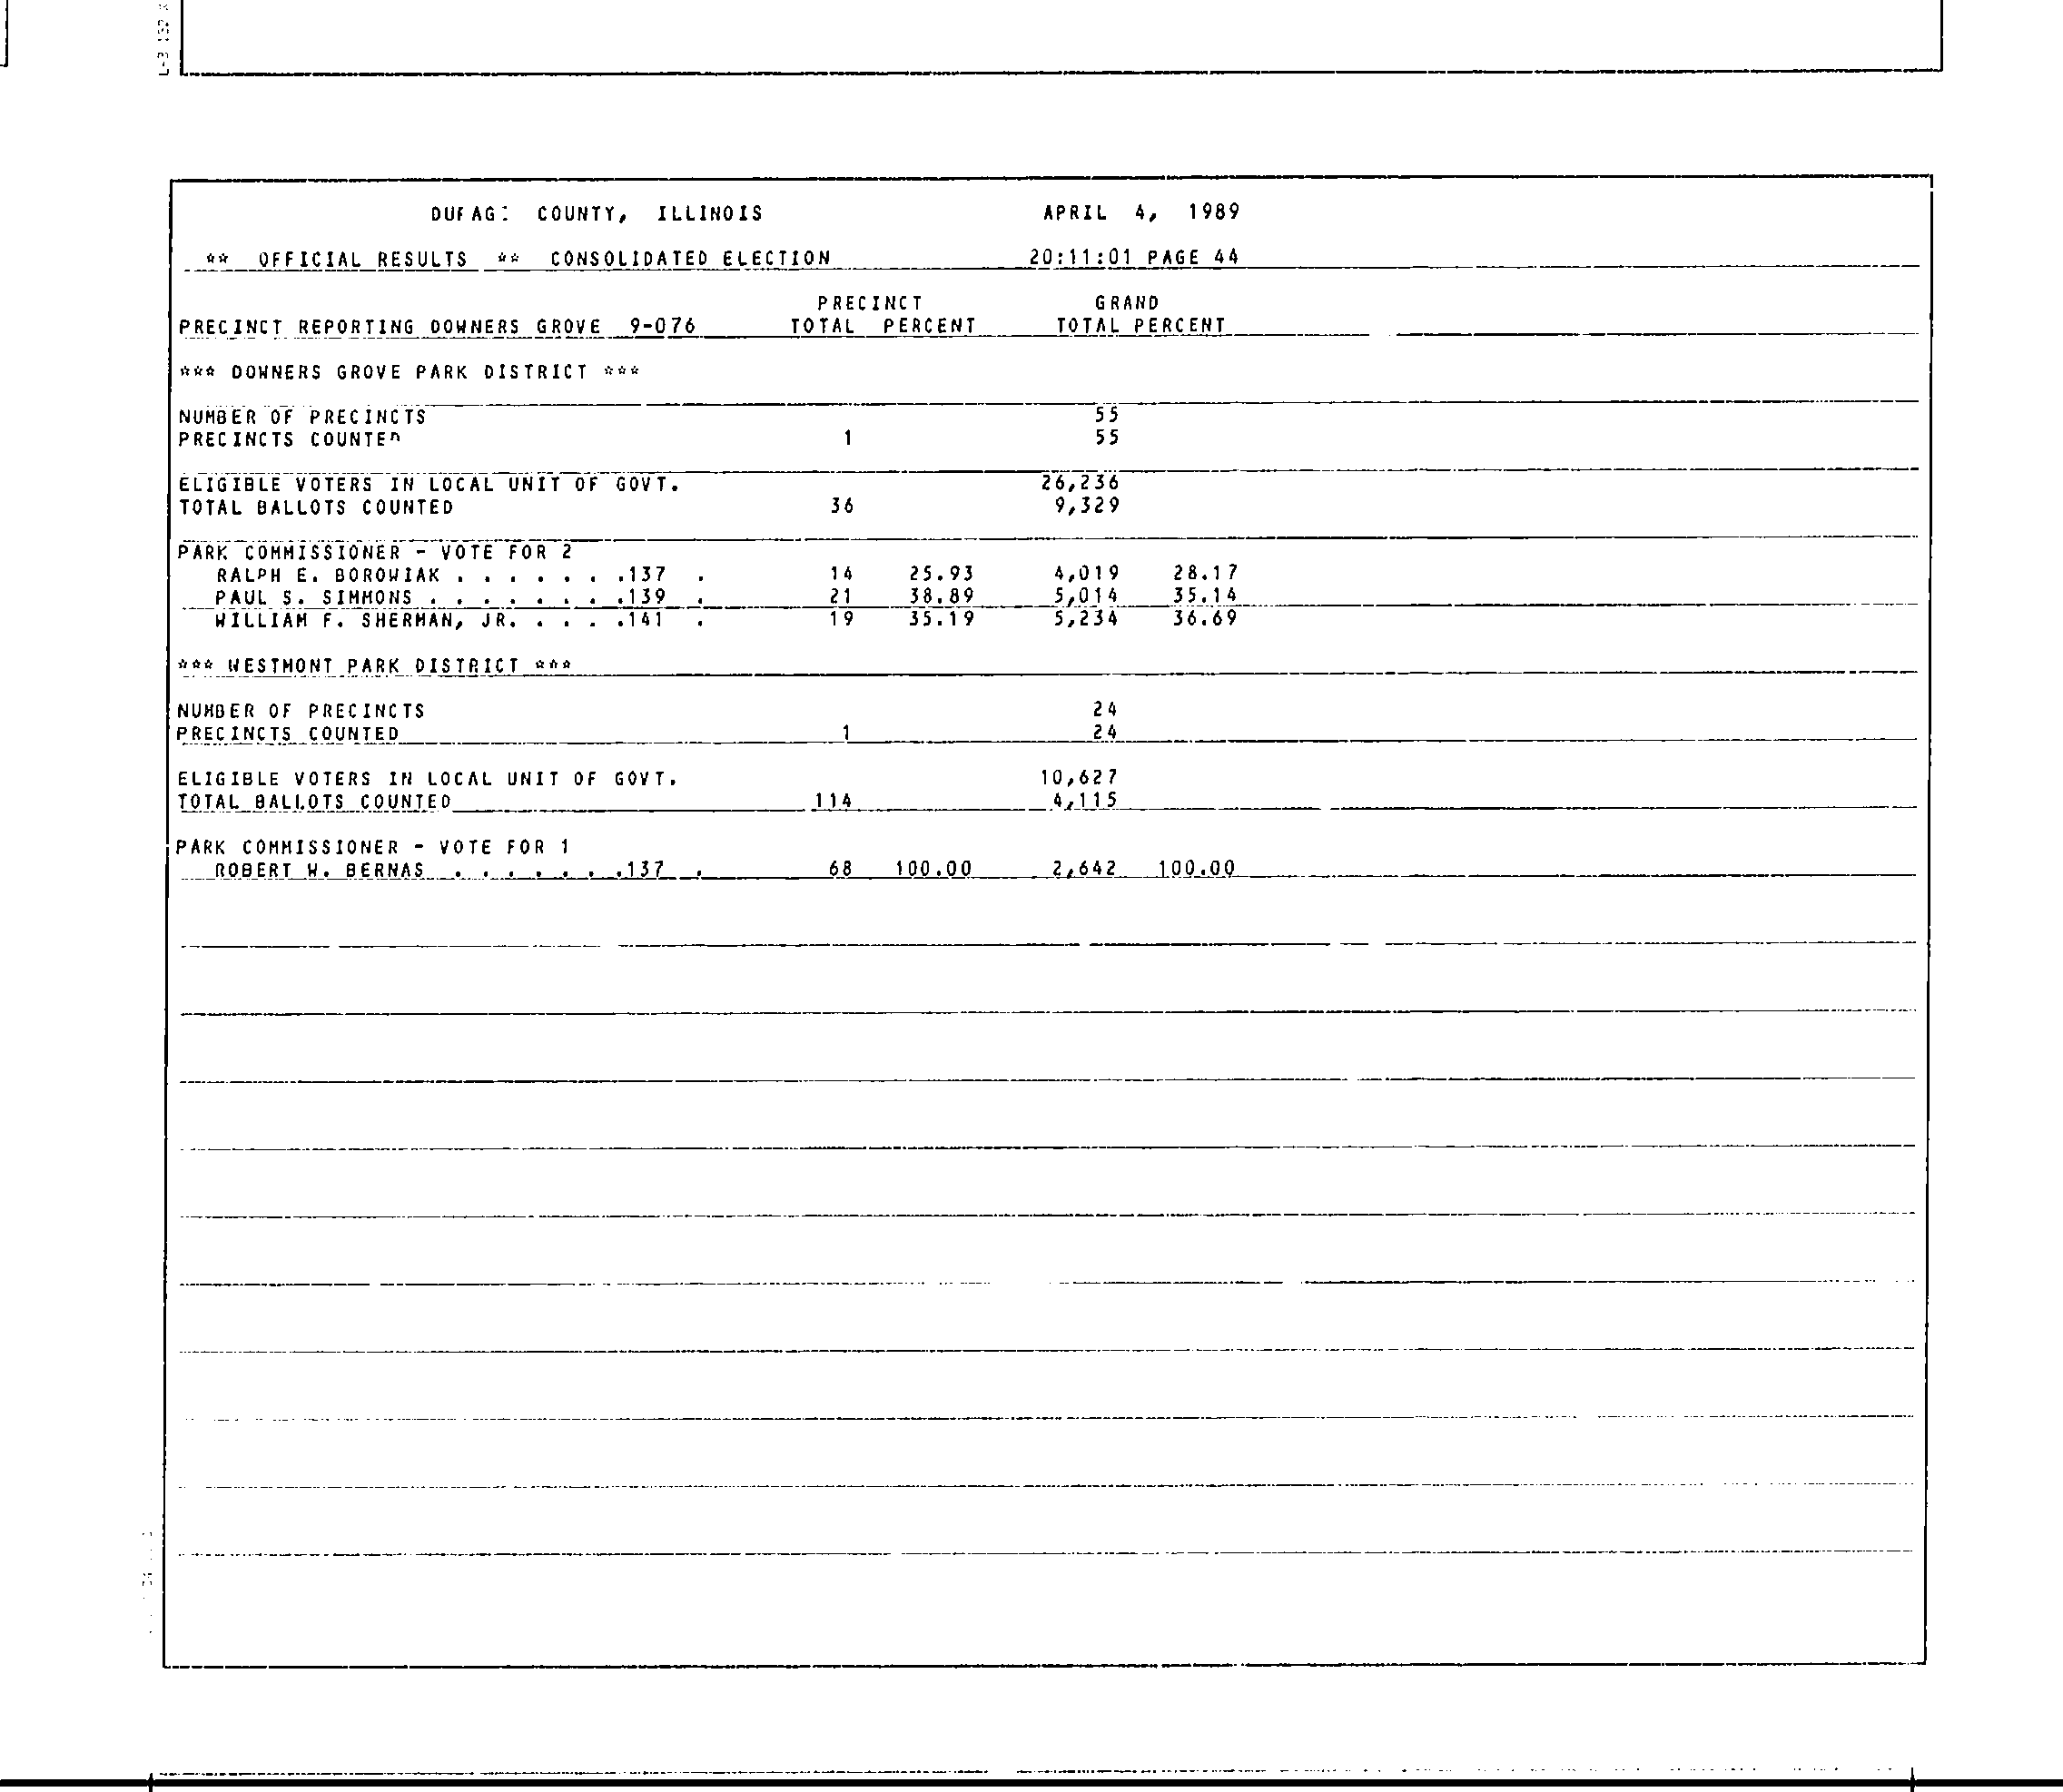 DUPAGE COUNTY, ILLINOIS APRIL 4, 1989
** OFFICIAL RESULTS ** CONSOLIDATED ELECTION 20:11:01 PAGE 44
PRECINCT GRAND
PRECINCT REPORTING DOWNERS GROVE 9-076 TOTAL PERCENT TOTAL PERCENT
*** DOWNERS GROVE PARK DISTRICT ***
NUMBER OF PRECINCTS 55
PRECINCTS COUNTED 1 55
ELIGIBLE VOTERS IN LOCAL UNIT OF GOVT. 26,236
TOTAL BALLOTS COUNTED 36 9,329
PARK COMMISSIONER - VOTE FOR 2
RALPH E. BOROWIAK . . . . . . .137 . 14 25.93 4,019 28.17
PAUL S. SIMMONS . . . . . . . .139 . 21 38.89 5,014 35.14
WILLIAM F. SHERMAN, JR. . . . .141 . 19 35.19 5,234 36.69
*** WESTMONT PARK DISTRICT ***
NUMBER OF PRECINCTS 24
PRECINCTS COUNTED 1 24
ELIGIBLE VOTERS IN LOCAL UNIT OF GOVT. 10,627
TOTAL BALLOTS COUNTED 114 4,115
PARK COMMISSIONER - VOTE FOR 1
ROBERT W. BERNAS . . . . . . .137 . 68 100.00 2,642 100.00